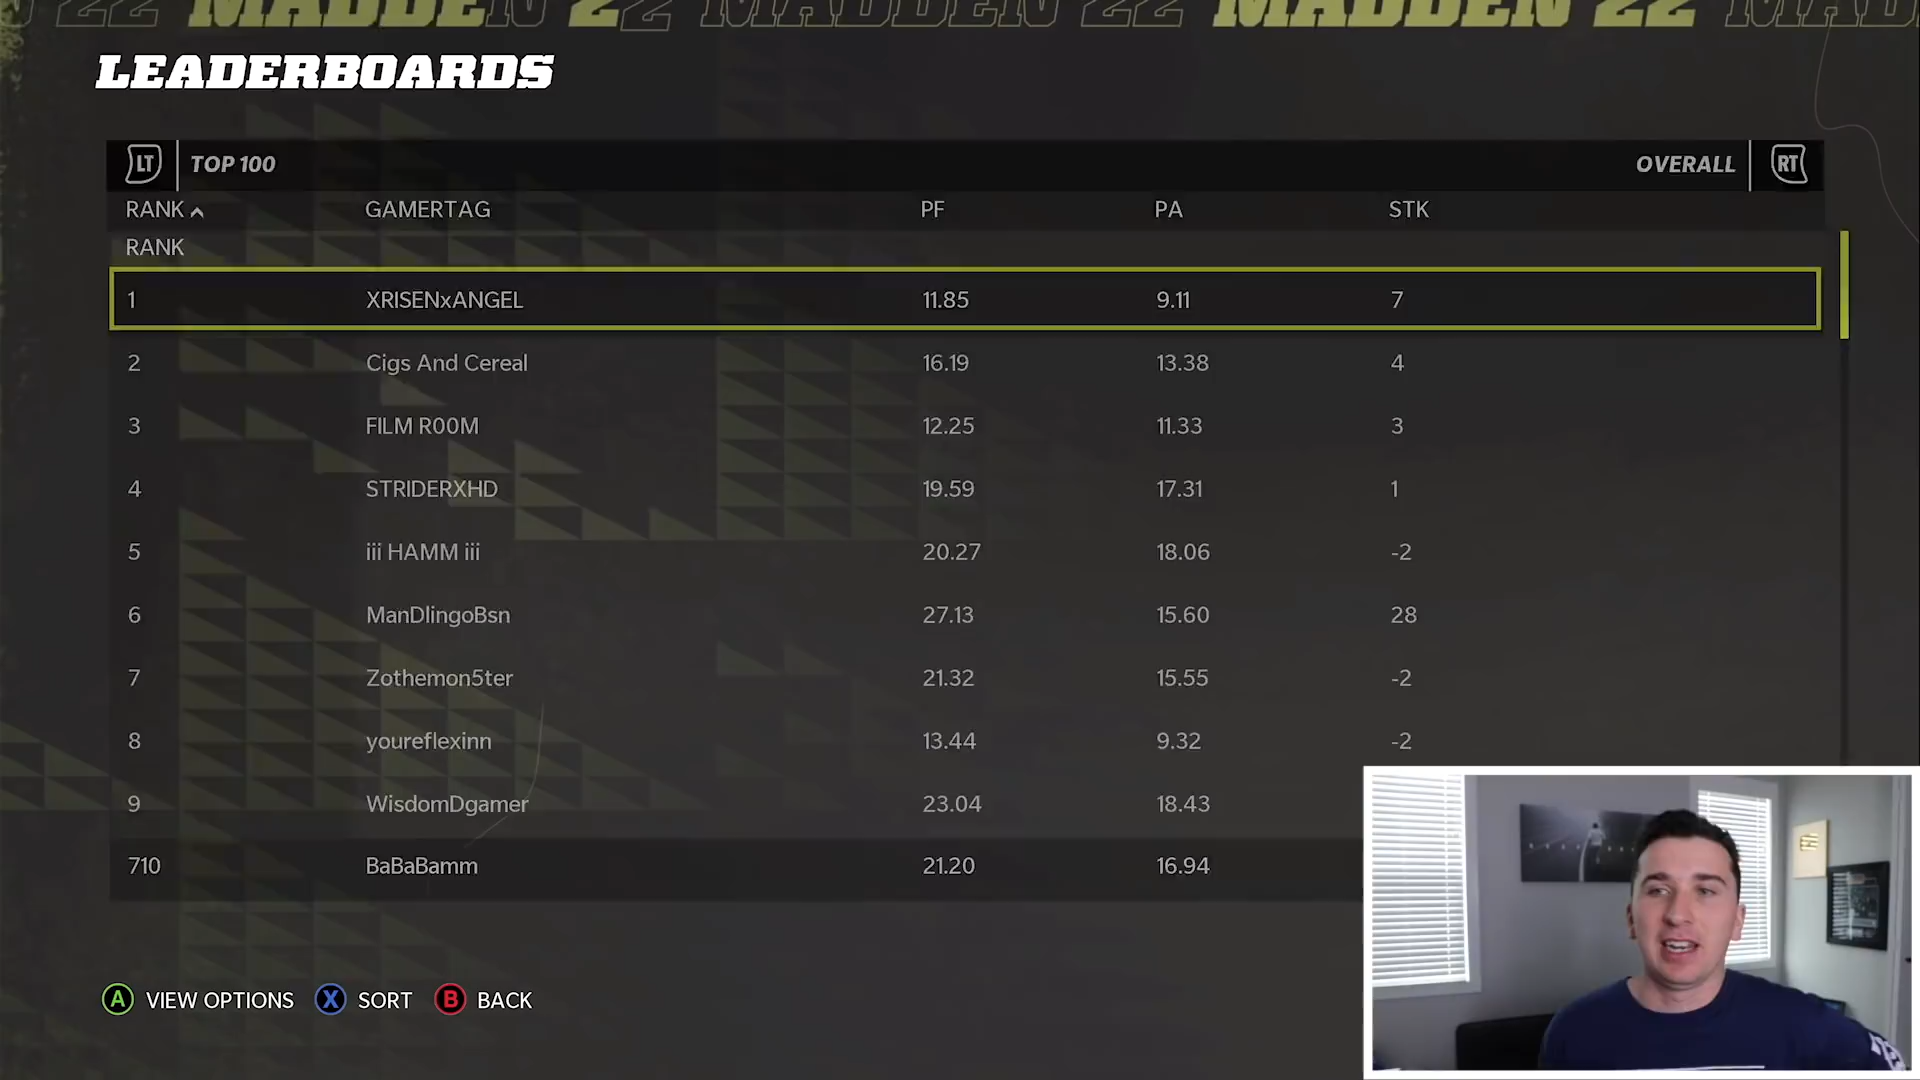 22 MADDEN 22 MADDEN 22 MADDEN 22 MAD
LEADERBOARDS
LT TOP 100 OVERALL RT
RANK GAMERTAG PF PA STK
RANK
1 XRISENxANGEL 11.85 9.11 7
2 Cigs And Cereal 16.19 13.38 4
3 FILM R00M 12.25 11.33 3
4 STRIDERXHD 19.59 17.31 1
5 iii HAMM iii 20.27 18.06 -2
6 ManDlingoBsn 27.13 15.60 28
7 Zothemon5ter 21.32 15.55 -2
8 youreflexinn 13.44 9.32 -2
9 WisdomDgamer 23.04 18.43
710 BaBaBamm 21.20 16.94
A VIEW OPTIONS X SORT B BACK